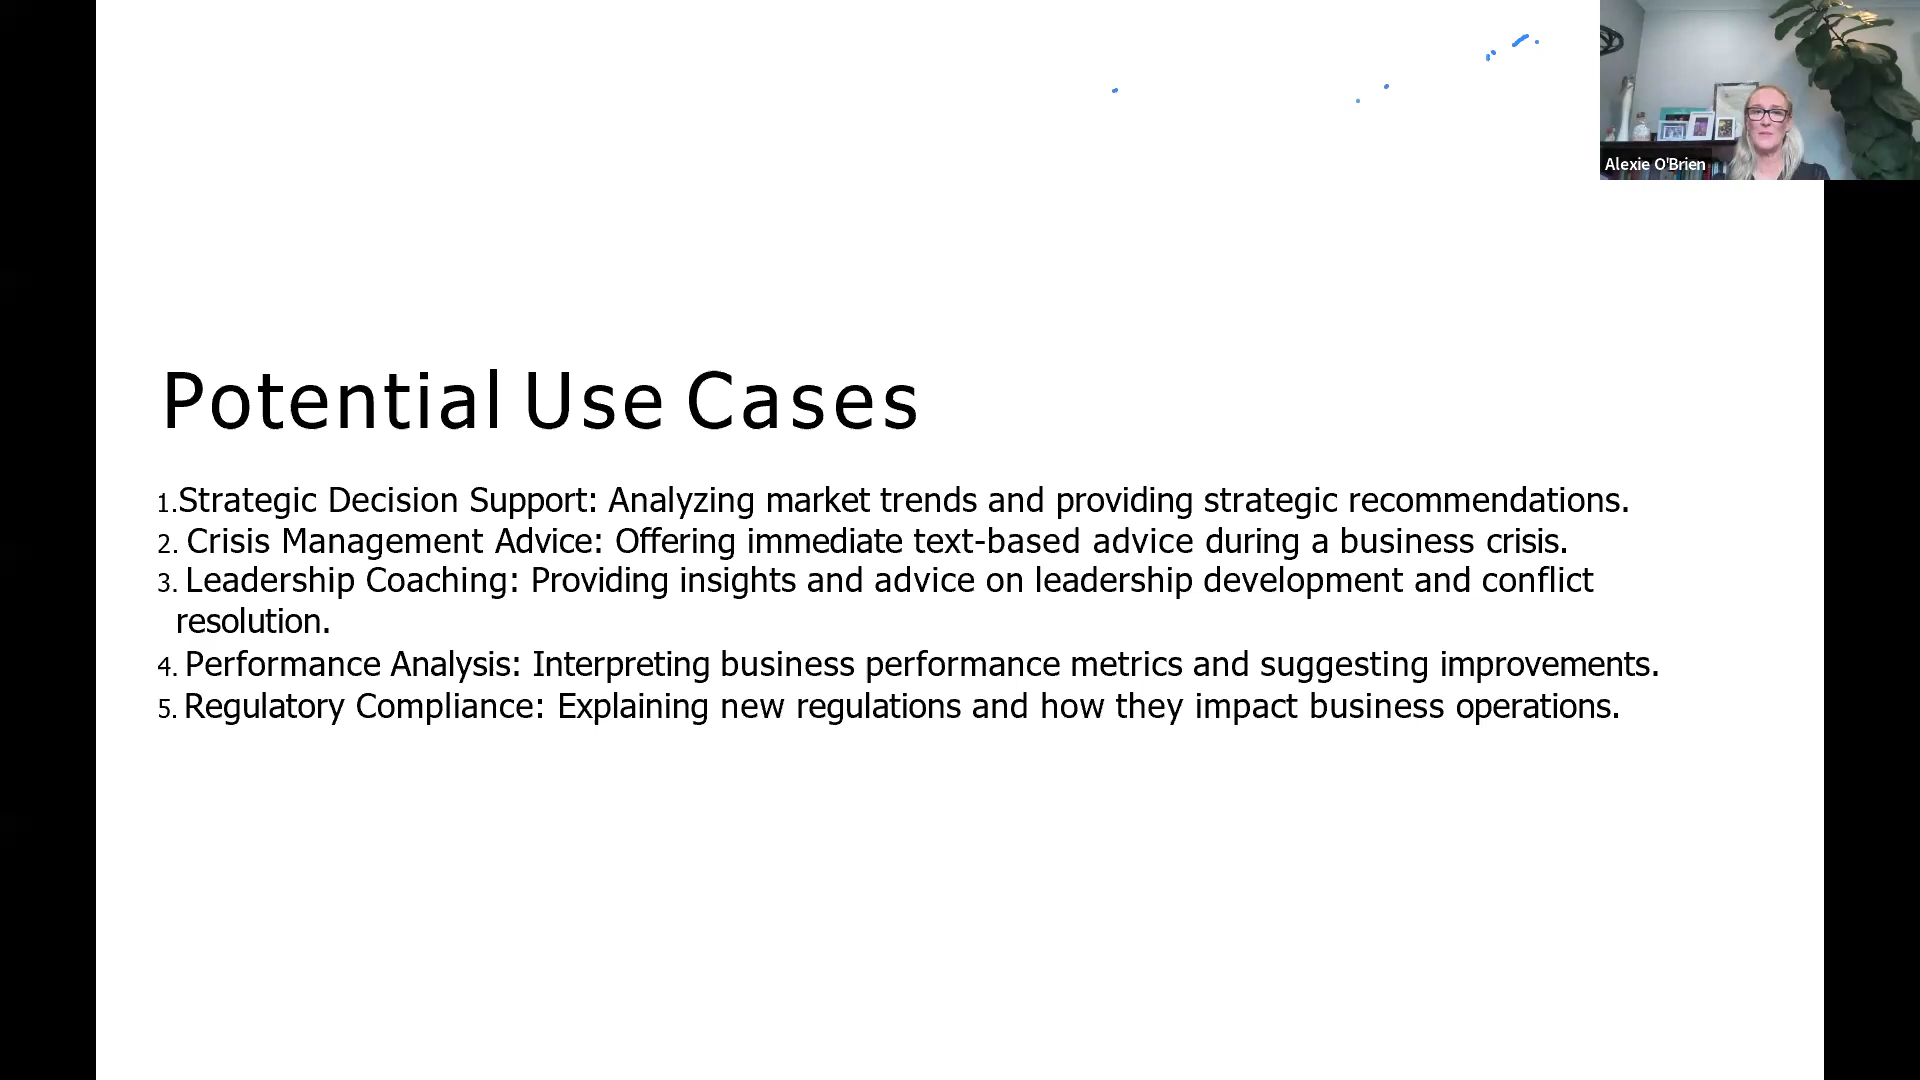 Alexie O'Brien
Potential Use Cases
1.Strategic Decision Support: Analyzing market trends and providing strategic recommendations.
2. Crisis Management Advice: Offering immediate text-based advice during a business crisis.
3. Leadership Coaching: Providing insights and advice on leadership development and conflict
resolution.
4. Performance Analysis: Interpreting business performance metrics and suggesting improvements.
5. Regulatory Compliance: Explaining new regulations and how they impact business operations.